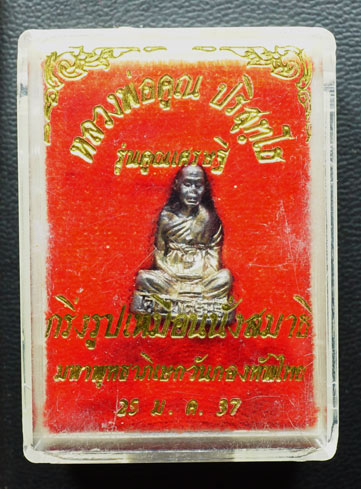 หลวงพ่อคูณ ปริสุทฺโธ
รุ่นคูณเศรษฐี
กริ่งรูปเหมือนนั่งสมาธิ
มหาพุทธาภิเษกวันกองทัพไทย
25 ม. ค. 37